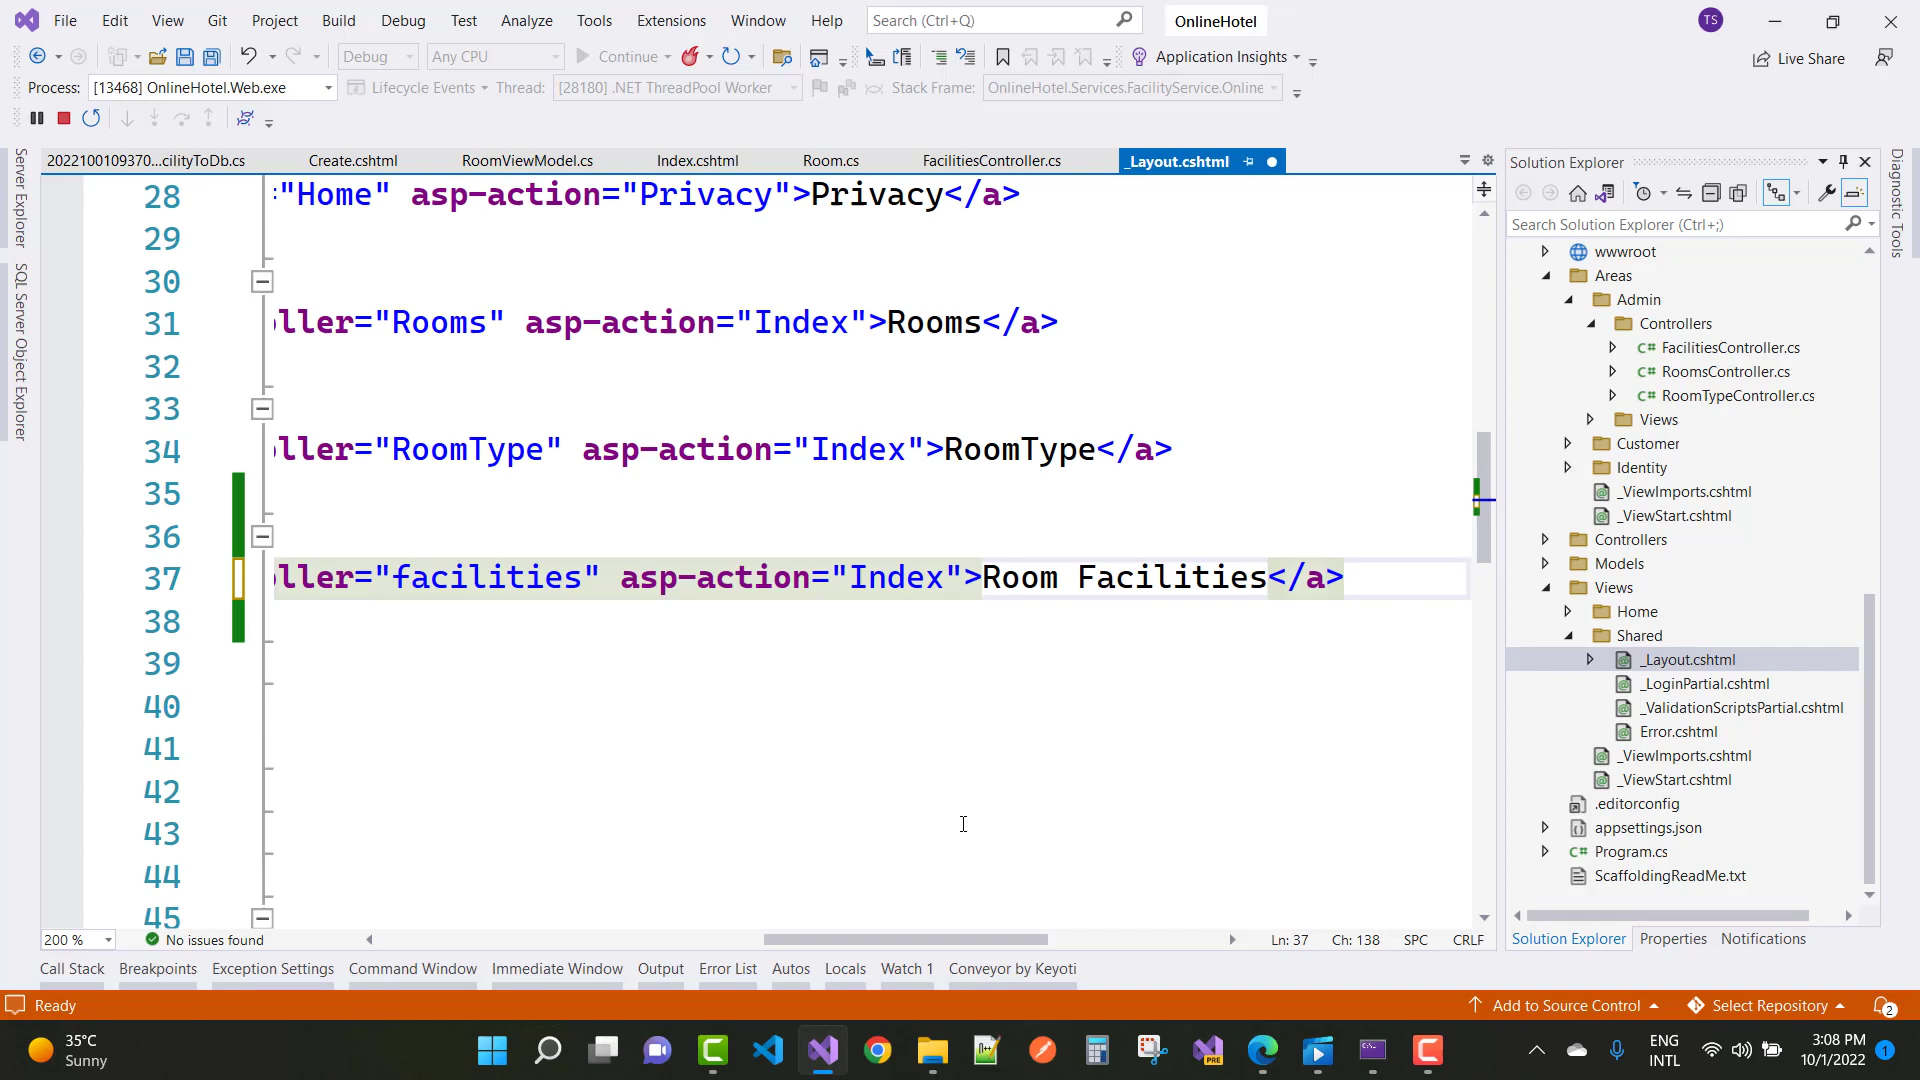 File Edit View Git Project Build Debug Test Analyze Tools Extensions Window Help Search (Ctrl+Q) OnlineHotel TS
Debug Any CPU Continue Application Insights Live Share
Process: [13468] OnlineHotel.Web.exe Lifecycle Events Thread: [28180] .NET ThreadPool Worker Stack Frame: OnlineHotel.Services.FacilityService.Online
2022100109370...cilityToDb.cs Create.cshtml RoomViewModel.cs Index.cshtml Room.cs FacilitiesController.cs _Layout.cshtml
Server Explorer
SQL Server Object Explorer
28 ="Home" asp-action="Privacy">Privacy</a>
29
30
31 ller="Rooms" asp-action="Index">Rooms</a>
32
33
34 ller="RoomType" asp-action="Index">RoomType</a>
35
36
37 ller="facilities" asp-action="Index">Room Facilities</a>
38
39
40
41
42
43
44
45
200 % No issues found Ln: 37 Ch: 138 SPC CRLF
Solution Explorer
Search Solution Explorer (Ctrl+;)
wwwroot
Areas
Admin
Controllers
C# FacilitiesController.cs
C# RoomsController.cs
C# RoomTypeController.cs
Views
Customer
Identity
_ViewImports.cshtml
_ViewStart.cshtml
Controllers
Models
Views
Home
Shared
_Layout.cshtml
_LoginPartial.cshtml
_ValidationScriptsPartial.cshtml
Error.cshtml
_ViewImports.cshtml
_ViewStart.cshtml
.editorconfig
appsettings.json
C# Program.cs
ScaffoldingReadMe.txt
Solution Explorer Properties Notifications
Diagnostic Tools
Call Stack Breakpoints Exception Settings Command Window Immediate Window Output Error List Autos Locals Watch 1 Conveyor by Keyoti
Ready Add to Source Control Select Repository 2
35°C
Sunny
PRE
ENG
INTL
3:08 PM
10/1/2022
1